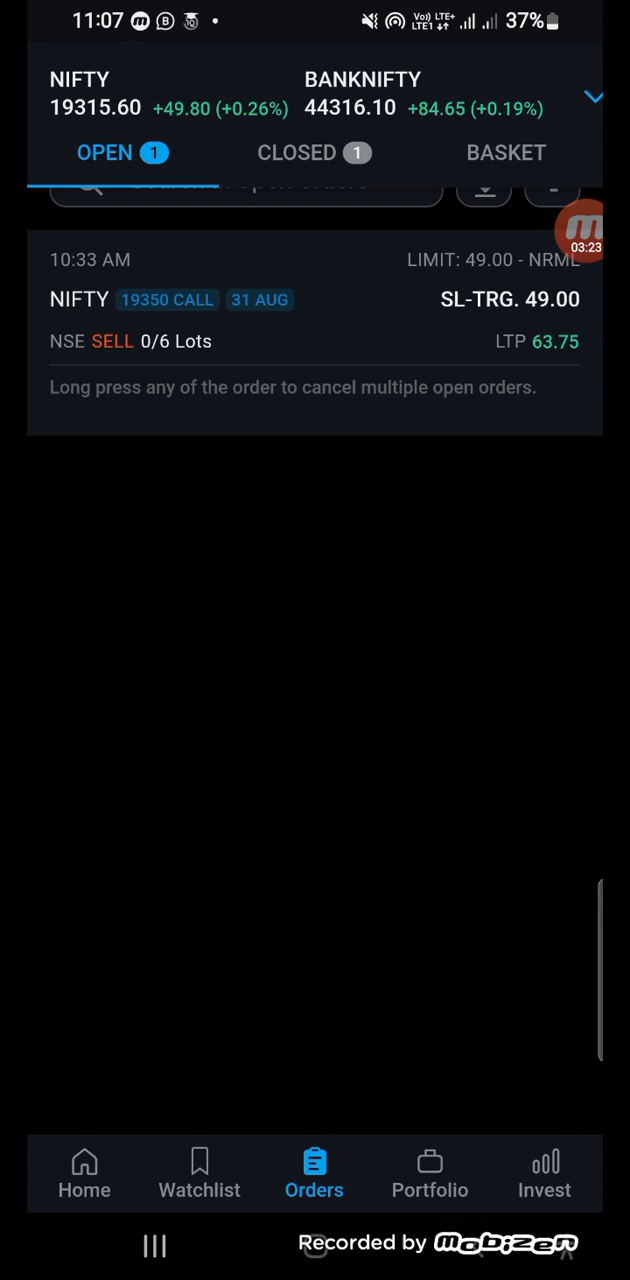 11:07 Vo) LTE+ LTE1 37%
NIFTY BANKNIFTY
19315.60 +49.80 (+0.26%) 44316.10 +84.65 (+0.19%)
OPEN 1 CLOSED 1 BASKET
03:23
10:33 AM LIMIT: 49.00 - NRML
NIFTY 19350 CALL 31 AUG SL-TRG. 49.00
NSE SELL 0/6 Lots LTP 63.75
Long press any of the order to cancel multiple open orders.
Home Watchlist Orders Portfolio Invest
Recorded by mobizen